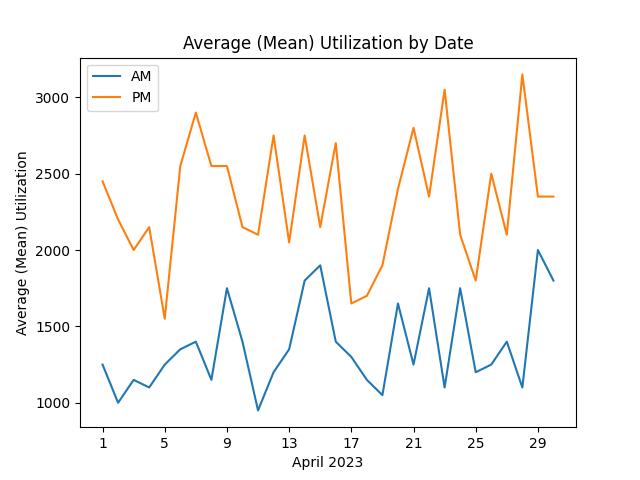 Average (Mean) Utilization by Date
AM
PM
3000
2500
2000
1500
1000
Average (Mean) Utilization
1 5 9 13 17 21 25 29
April 2023